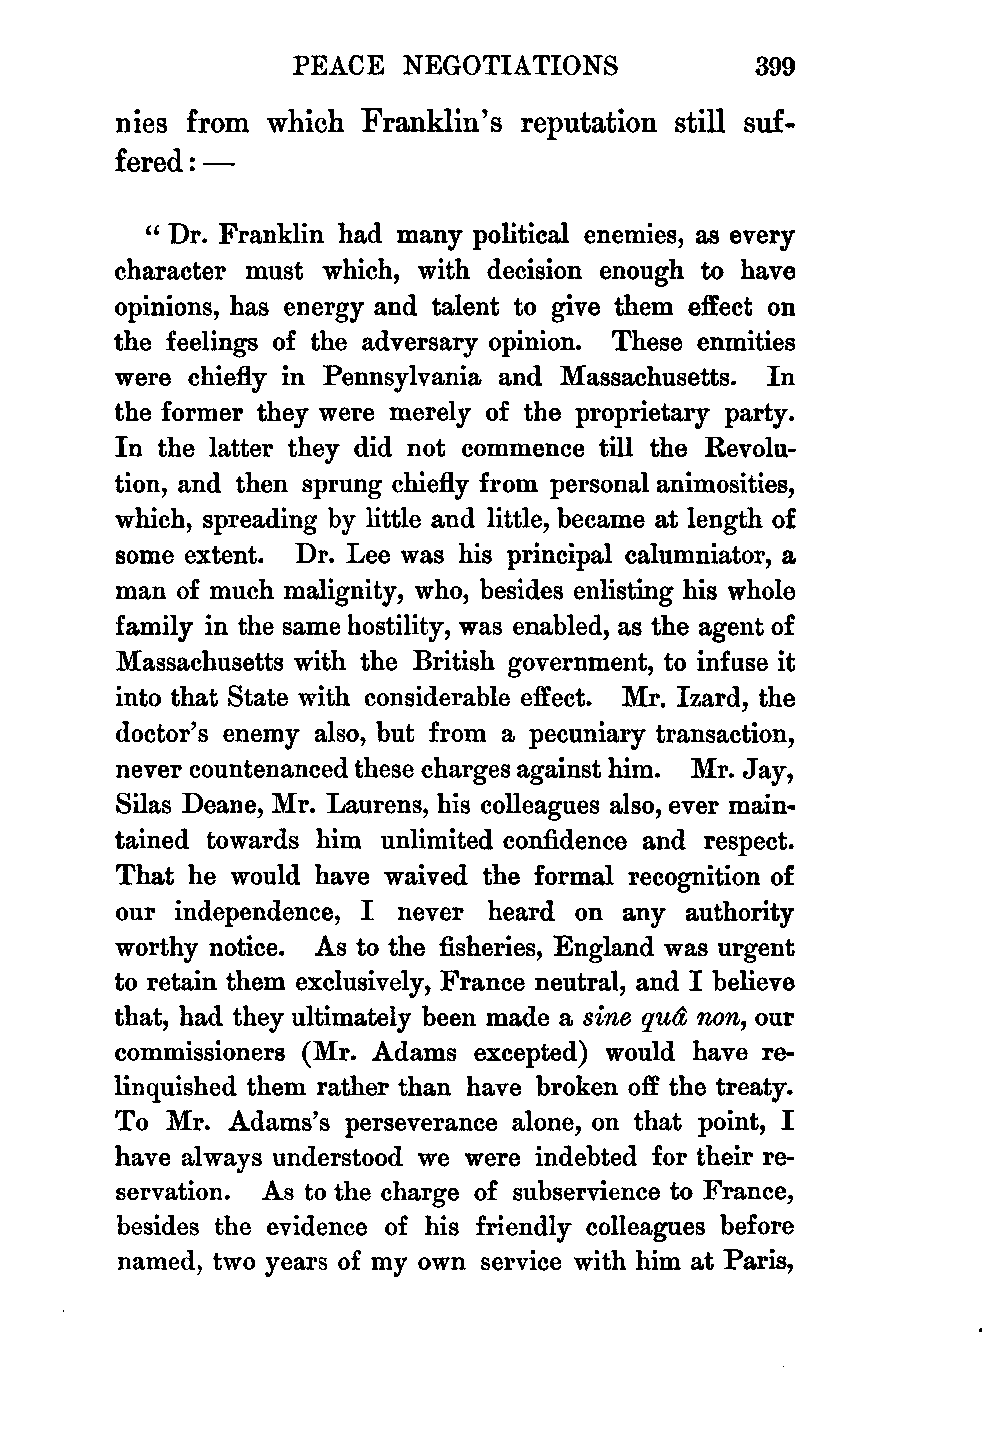 PEACE NEGOTIATIONS 399
nies from which Franklin's reputation still suf-
fered: —
" Dr. Franklin had many political enemies, as every
character must which, with decision enough to have
opinions, has energy and talent to give them effect on
the feelings of the adversary opinion. These enmities
were chiefly in Pennsylvania and Massachusetts. In
the former they were merely of the proprietary party.
In the latter they did not commence till the Revolu-
tion, and then sprung chiefly from personal animosities,
which, spreading by little and little, became at length of
some extent. Dr. Lee was his principal calumniator, a
man of much malignity, who, besides enlisting his whole
family in the same hostility, was enabled, as the agent of
Massachusetts with the British government, to infuse it
into that State with considerable effect. Mr. Izard, the
doctor's enemy also, but from a pecuniary transaction,
never countenanced these charges against him. Mr. Jay,
Silas Deane, Mr. Laurens, his colleagues also, ever main-
tained towards him unlimited confidence and respect.
That he would have waived the formal recognition of
our independence, I never heard on any authority
worthy notice. As to the fisheries, England was urgent
to retain them exclusively, France neutral, and I believe
that, had they ultimately been made a sine quâ non, our
commissioners (Mr. Adams excepted) would have re-
linquished them rather than have broken off the treaty.
To Mr. Adams's perseverance alone, on that point, I
have always understood we were indebted for their re-
servation. As to the charge of subservience to France,
besides the evidence of his friendly colleagues before
named, two years of my own service with him at Paris,